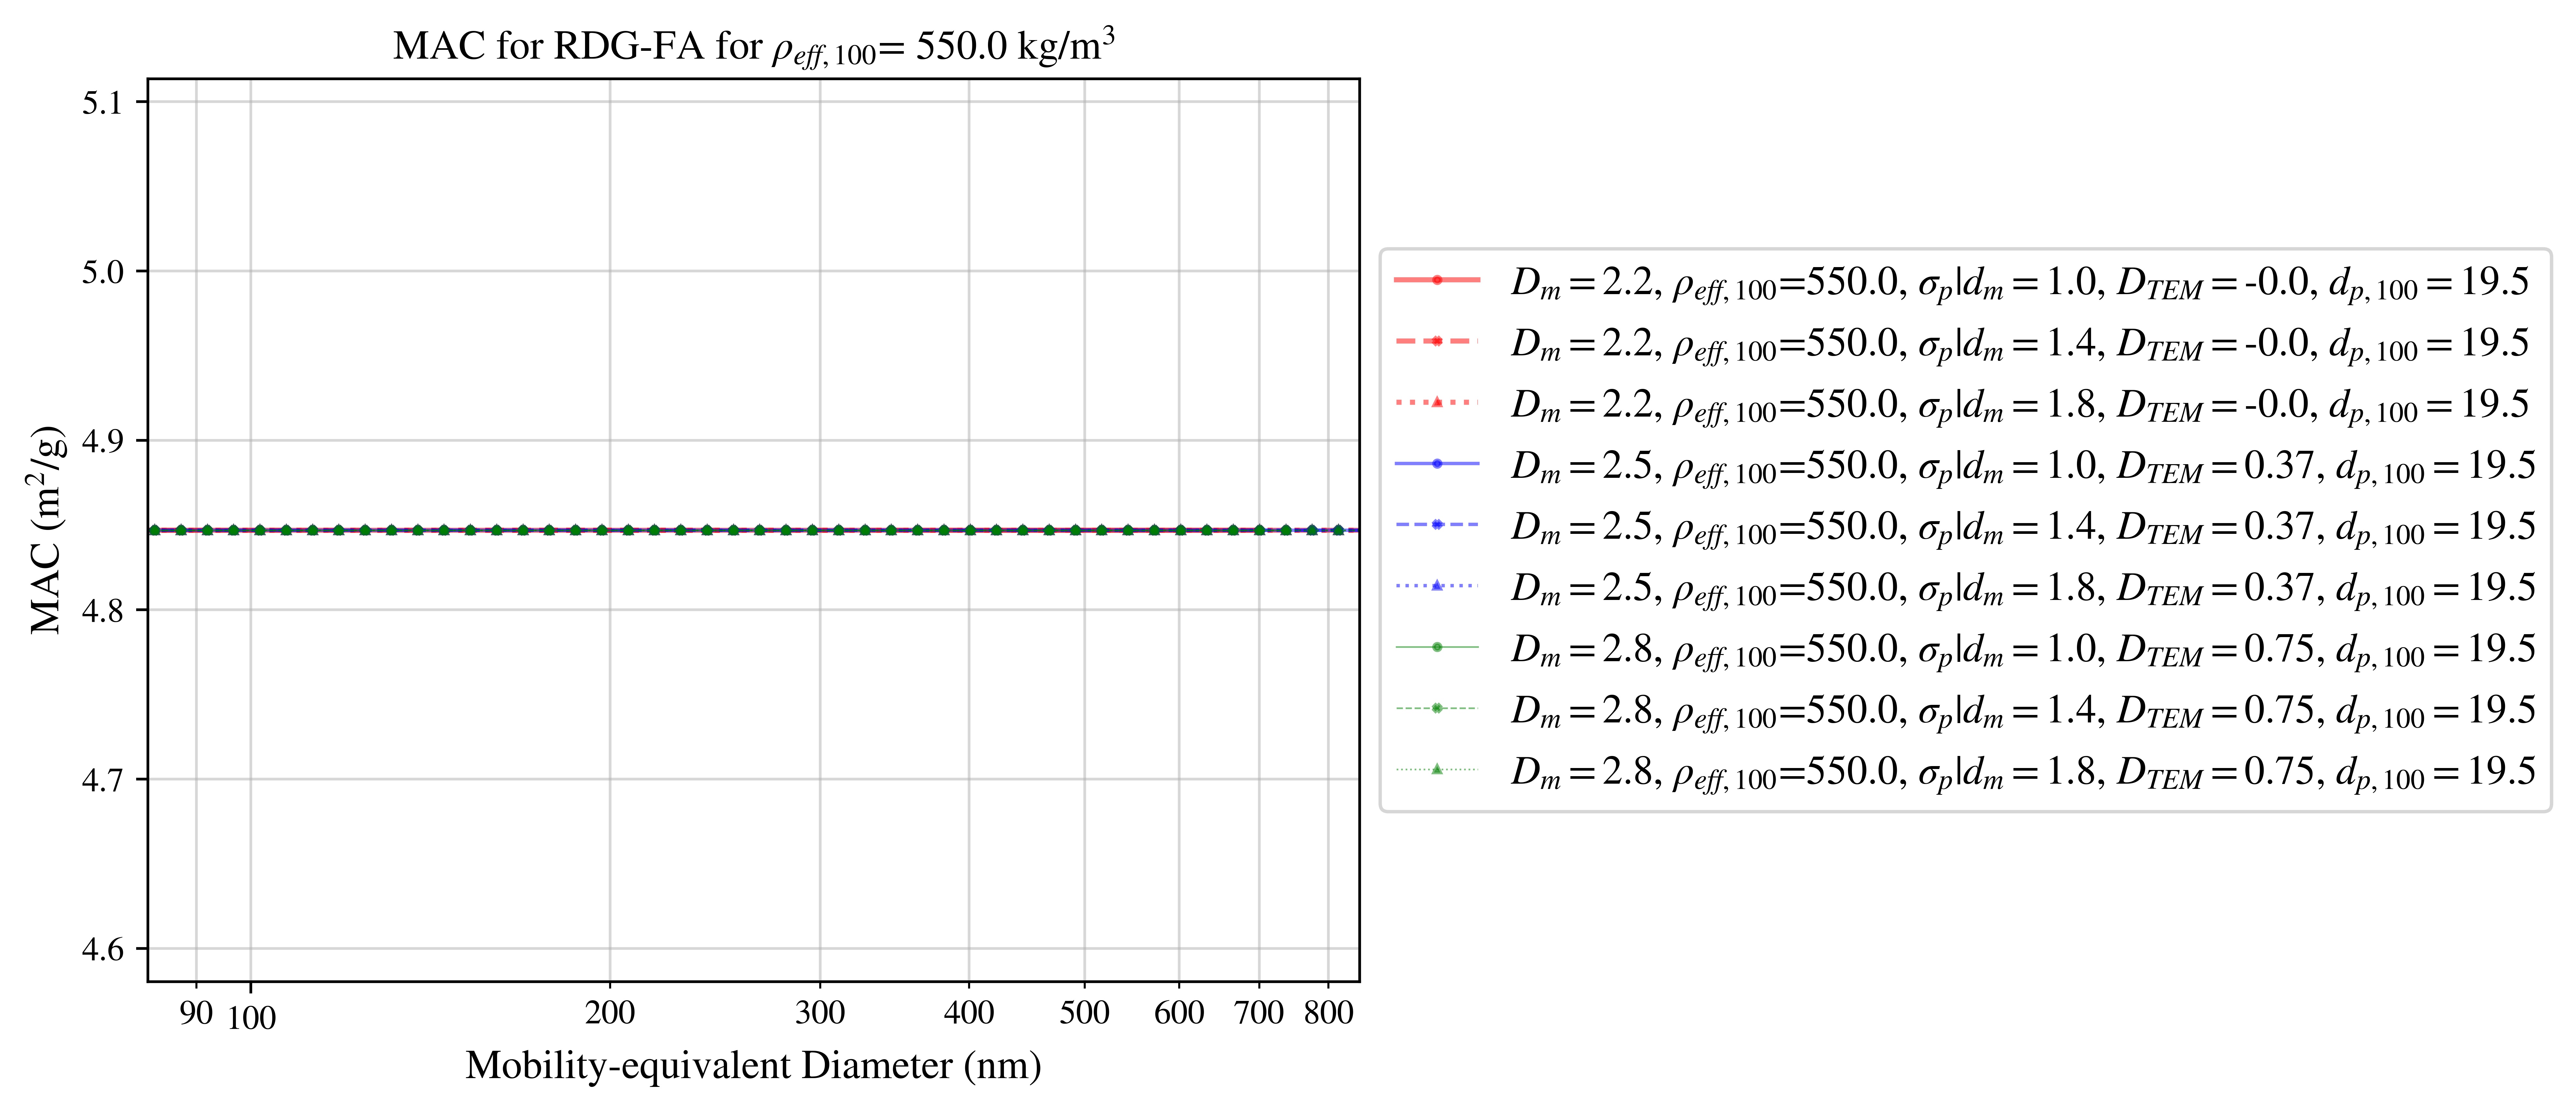 MAC for RDG-FA for ρeff,100= 550.0 kg/m³
MAC (m²/g)
5.1
5.0
4.9
4.8
4.7
4.6
90 100 200 300 400 500 600 700 800
Mobility-equivalent Diameter (nm)
Dm = 2.2, ρeff,100=550.0, σp|dm = 1.0, DTEM = -0.0, dp,100 = 19.5
Dm = 2.2, ρeff,100=550.0, σp|dm = 1.4, DTEM = -0.0, dp,100 = 19.5
Dm = 2.2, ρeff,100=550.0, σp|dm = 1.8, DTEM = -0.0, dp,100 = 19.5
Dm = 2.5, ρeff,100=550.0, σp|dm = 1.0, DTEM = 0.37, dp,100 = 19.5
Dm = 2.5, ρeff,100=550.0, σp|dm = 1.4, DTEM = 0.37, dp,100 = 19.5
Dm = 2.5, ρeff,100=550.0, σp|dm = 1.8, DTEM = 0.37, dp,100 = 19.5
Dm = 2.8, ρeff,100=550.0, σp|dm = 1.0, DTEM = 0.75, dp,100 = 19.5
Dm = 2.8, ρeff,100=550.0, σp|dm = 1.4, DTEM = 0.75, dp,100 = 19.5
Dm = 2.8, ρeff,100=550.0, σp|dm = 1.8, DTEM = 0.75, dp,100 = 19.5